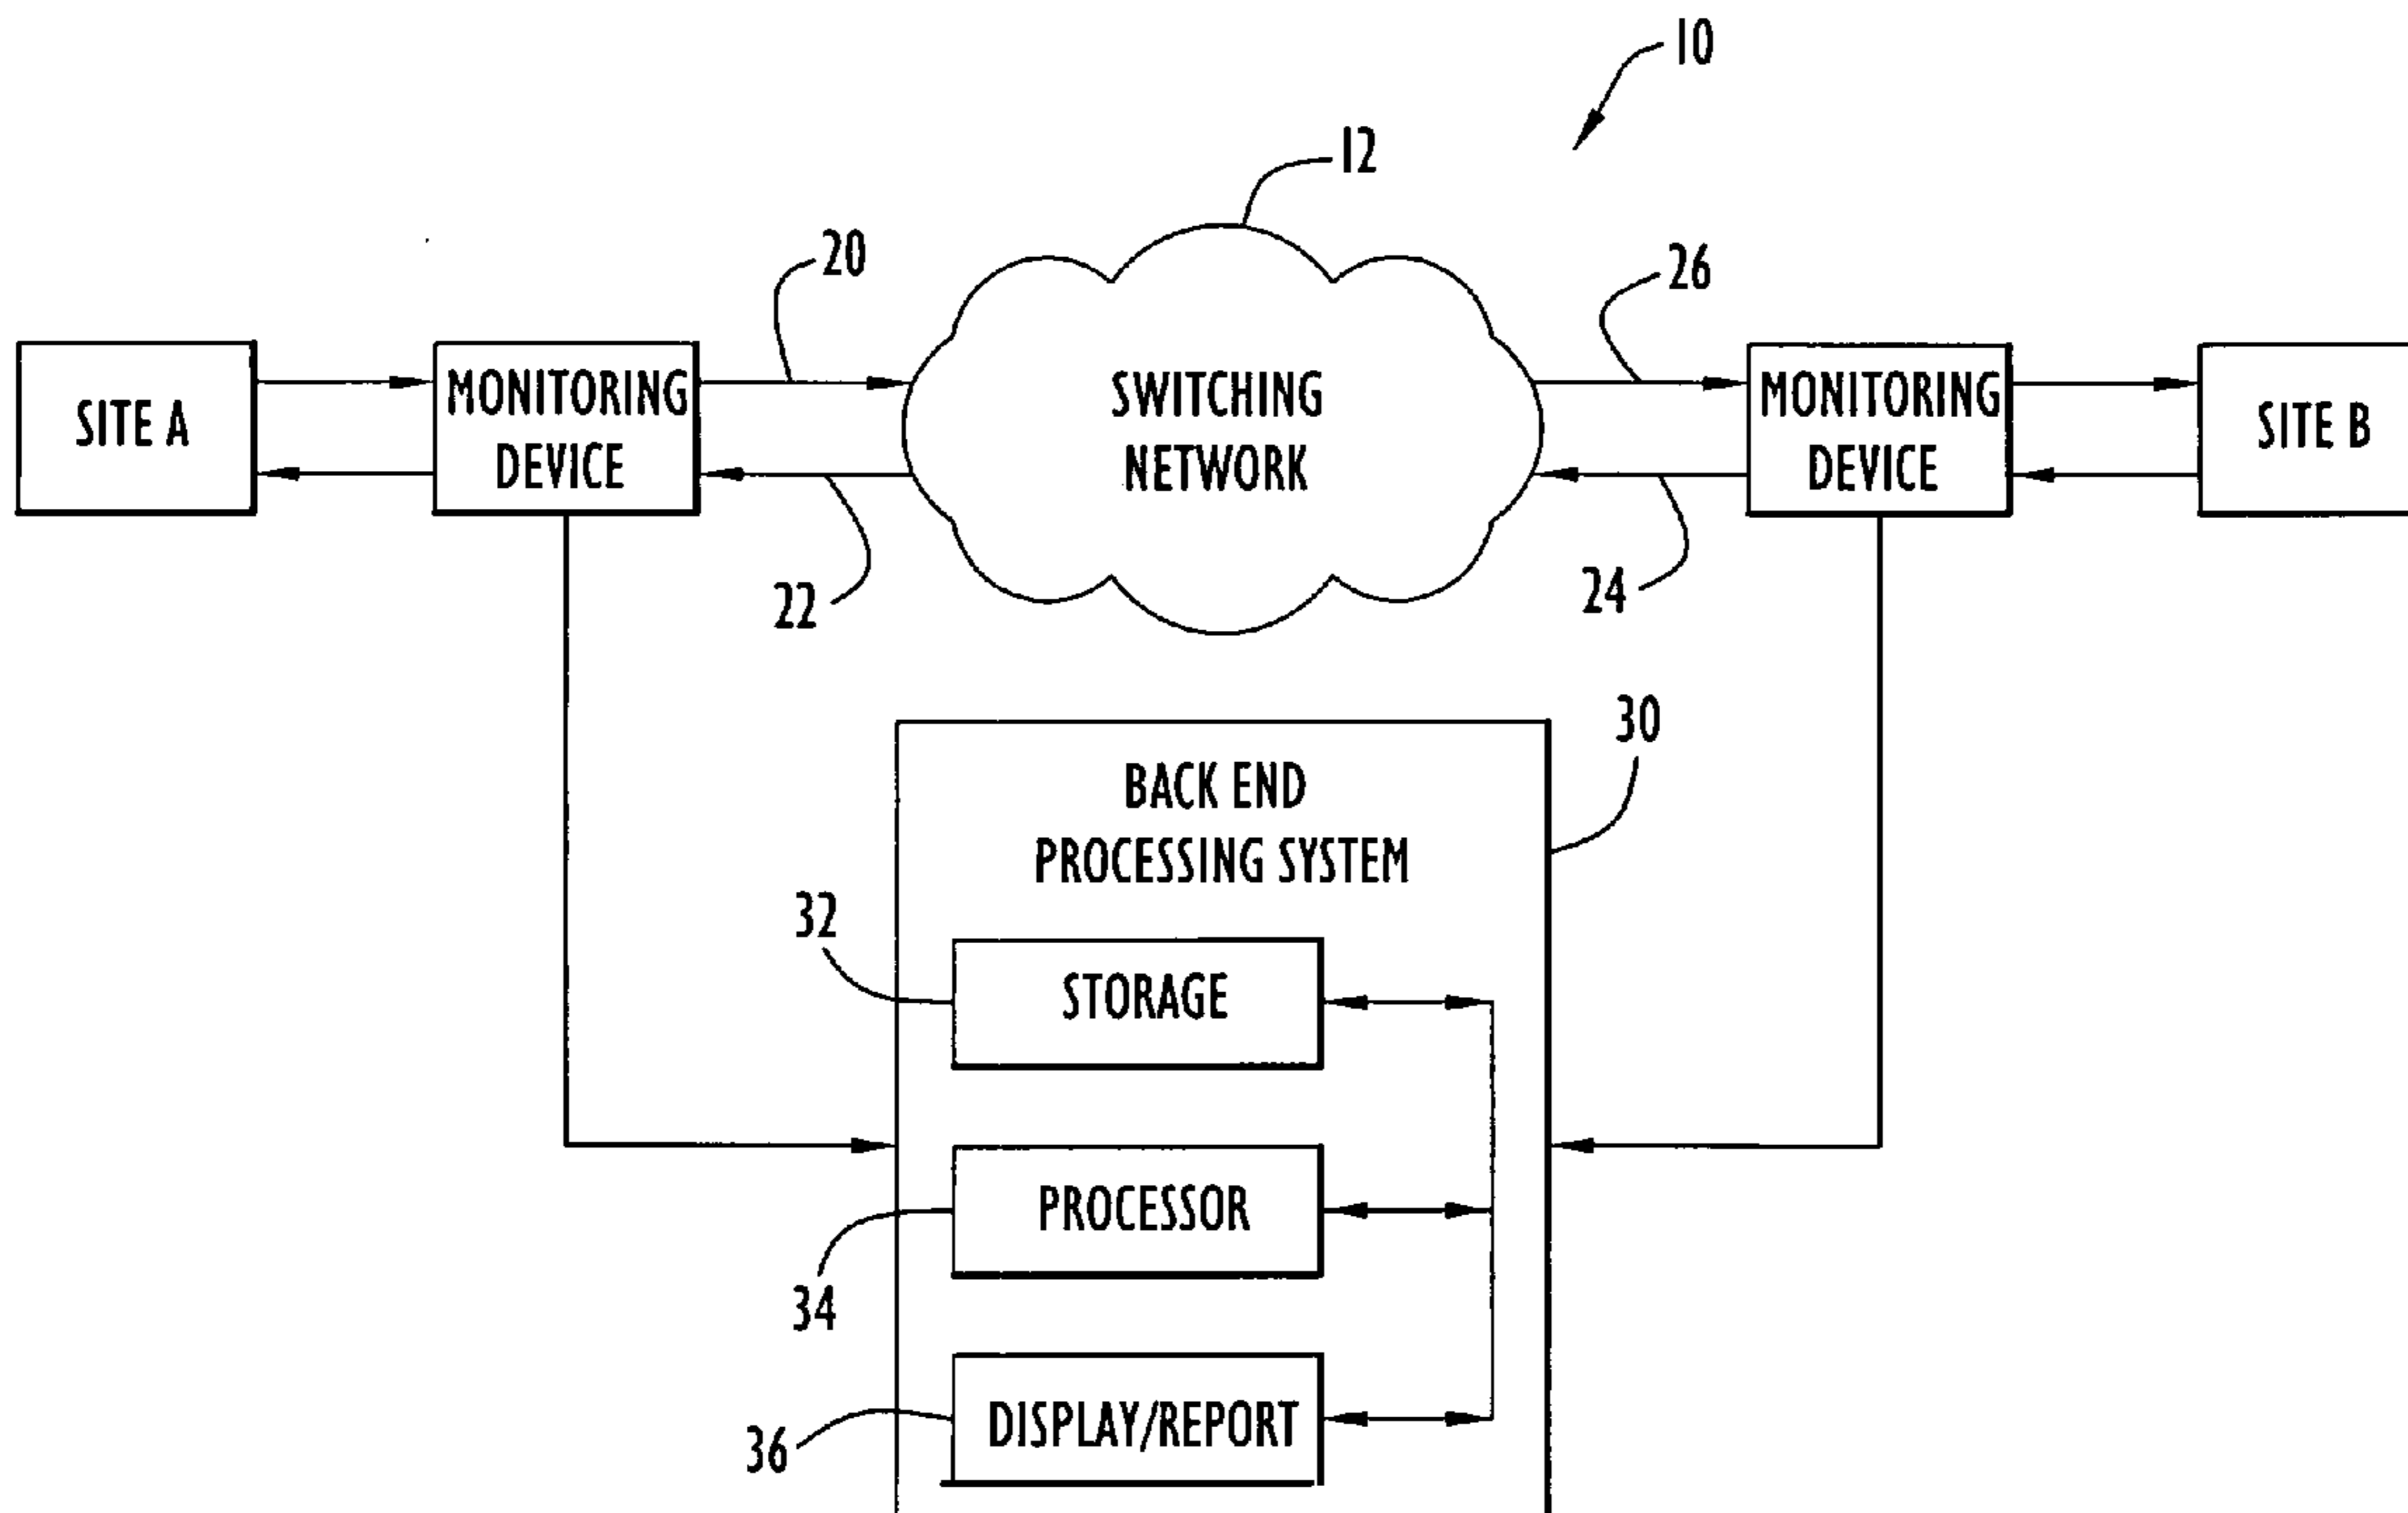 10
12
20
26
SITE A
MONITORING
DEVICE
SWITCHING
NETWORK
MONITORING
DEVICE
SITE B
22
24
30
BACK END
PROCESSING SYSTEM
32
STORAGE
PROCESSOR
34
DISPLAY/REPORT
36